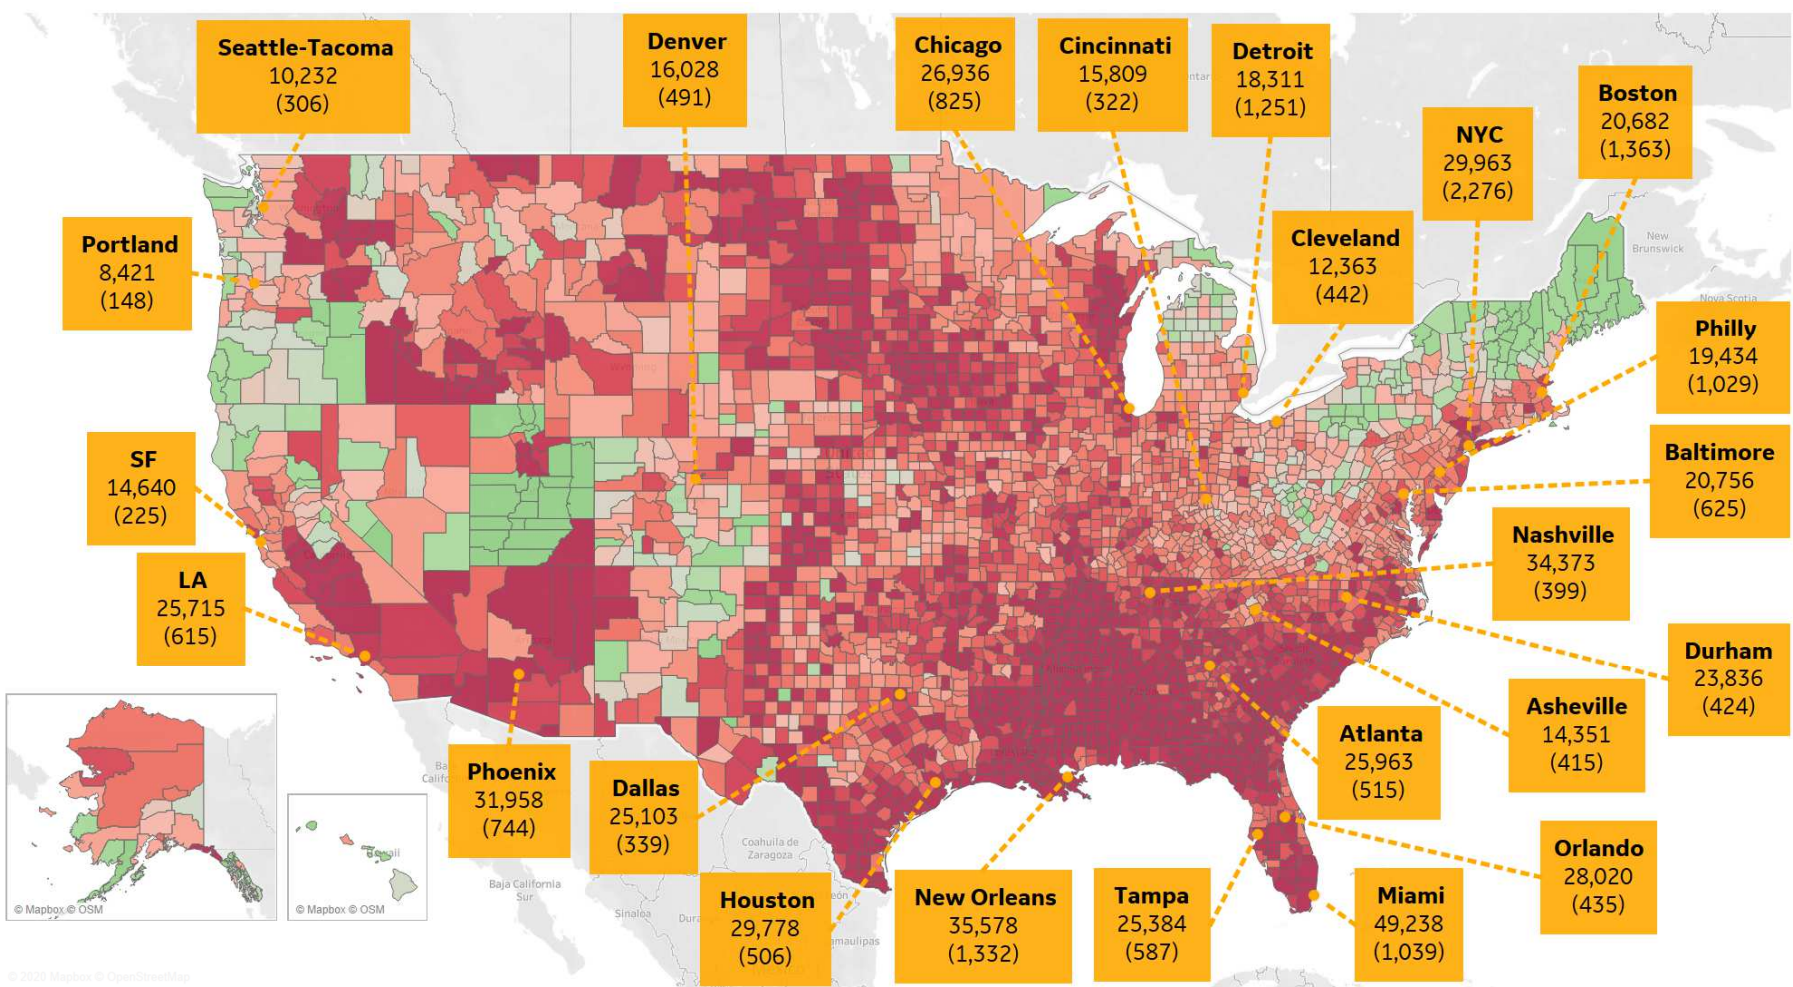 Seattle-Tacoma
10,232
(306)
Denver
16,028
(491)
Chicago
26,936
(825)
Cincinnati
15,809
(322)
Detroit
18,311
(1,251)
Boston
20,682
(1,363)
NYC
29,963
(2,276)
Portland
8,421
(148)
Cleveland
12,363
(442)
New
Brunswick
Nova Scotia
Philly
19,434
(1,029)
SF
14,640
(225)
Baltimore
20,756
(625)
Nashville
34,373
(399)
LA
25,715
(615)
Durham
23,836
(424)
Asheville
14,351
(415)
Atlanta
25,963
(515)
Phoenix
31,958
(744)
Dallas
25,103
(339)
Orlando
28,020
(435)
Houston
29,778
(506)
New Orleans
35,578
(1,332)
Tampa
25,384
(587)
Miami
49,238
(1,039)
Coahuila de
Zaragoza
Baja California
Sur
Sinaloa
Hawaii
© Mapbox © OSM
© Mapbox © OSM
© 2020 Mapbox © OpenStreetMap